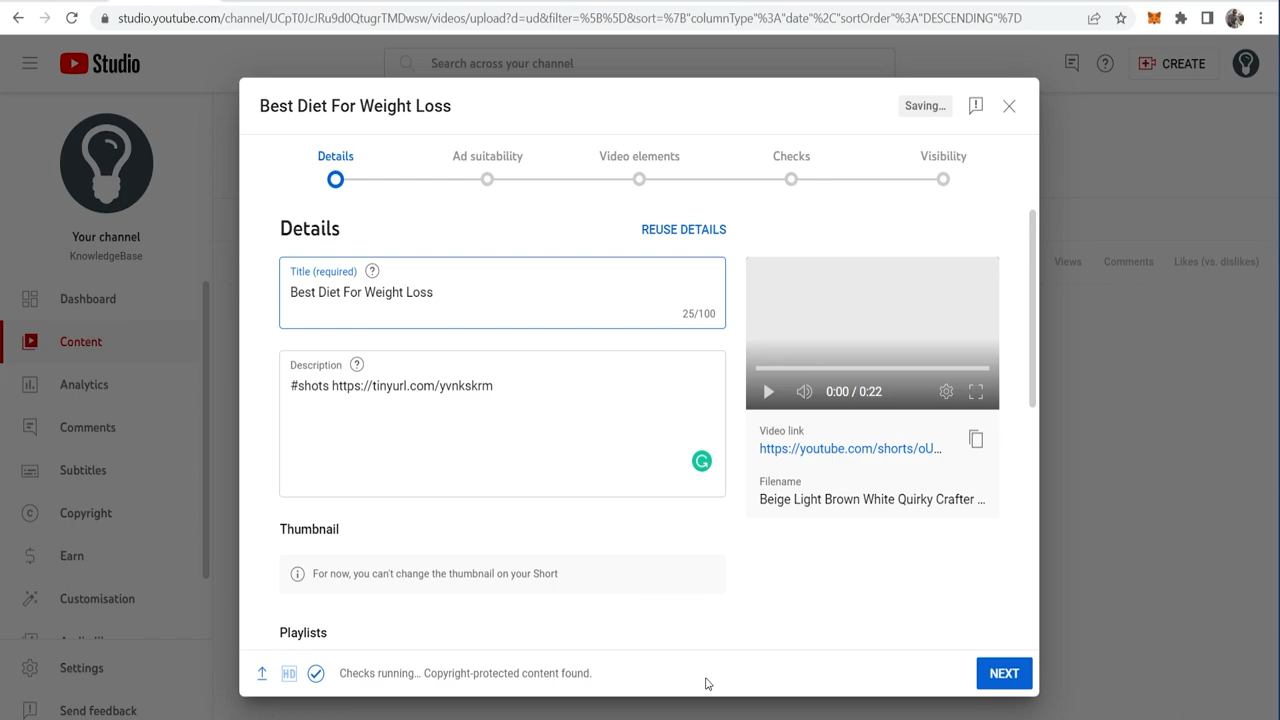 studio.youtube.com/channel/UCpT0JcJRu9d0QtugrTMDwsw/videos/upload?d=ud&filter=%5B%5D&sort=%7B"columnType"%3A"date"%2C"sortOrder"%3A"DESCENDING"%7D
Studio
Search across your channel
CREATE
Your channel
KnowledgeBase
Dashboard
Content
Analytics
Comments
Subtitles
Copyright
Earn
Customisation
Settings
Send feedback
Best Diet For Weight Loss
Saving...
Details
Ad suitability
Video elements
Checks
Visibility
Details
REUSE DETAILS
Title (required)
Best Diet For Weight Loss
25/100
Description
#shots https://tinyurl.com/yvnkskrm
0:00 / 0:22
Video link
https://youtube.com/shorts/oU...
Filename
Beige Light Brown White Quirky Crafter ...
Thumbnail
For now, you can't change the thumbnail on your Short
Playlists
HD
Checks running... Copyright-protected content found.
NEXT
Views
Comments
Likes (vs. dislikes)